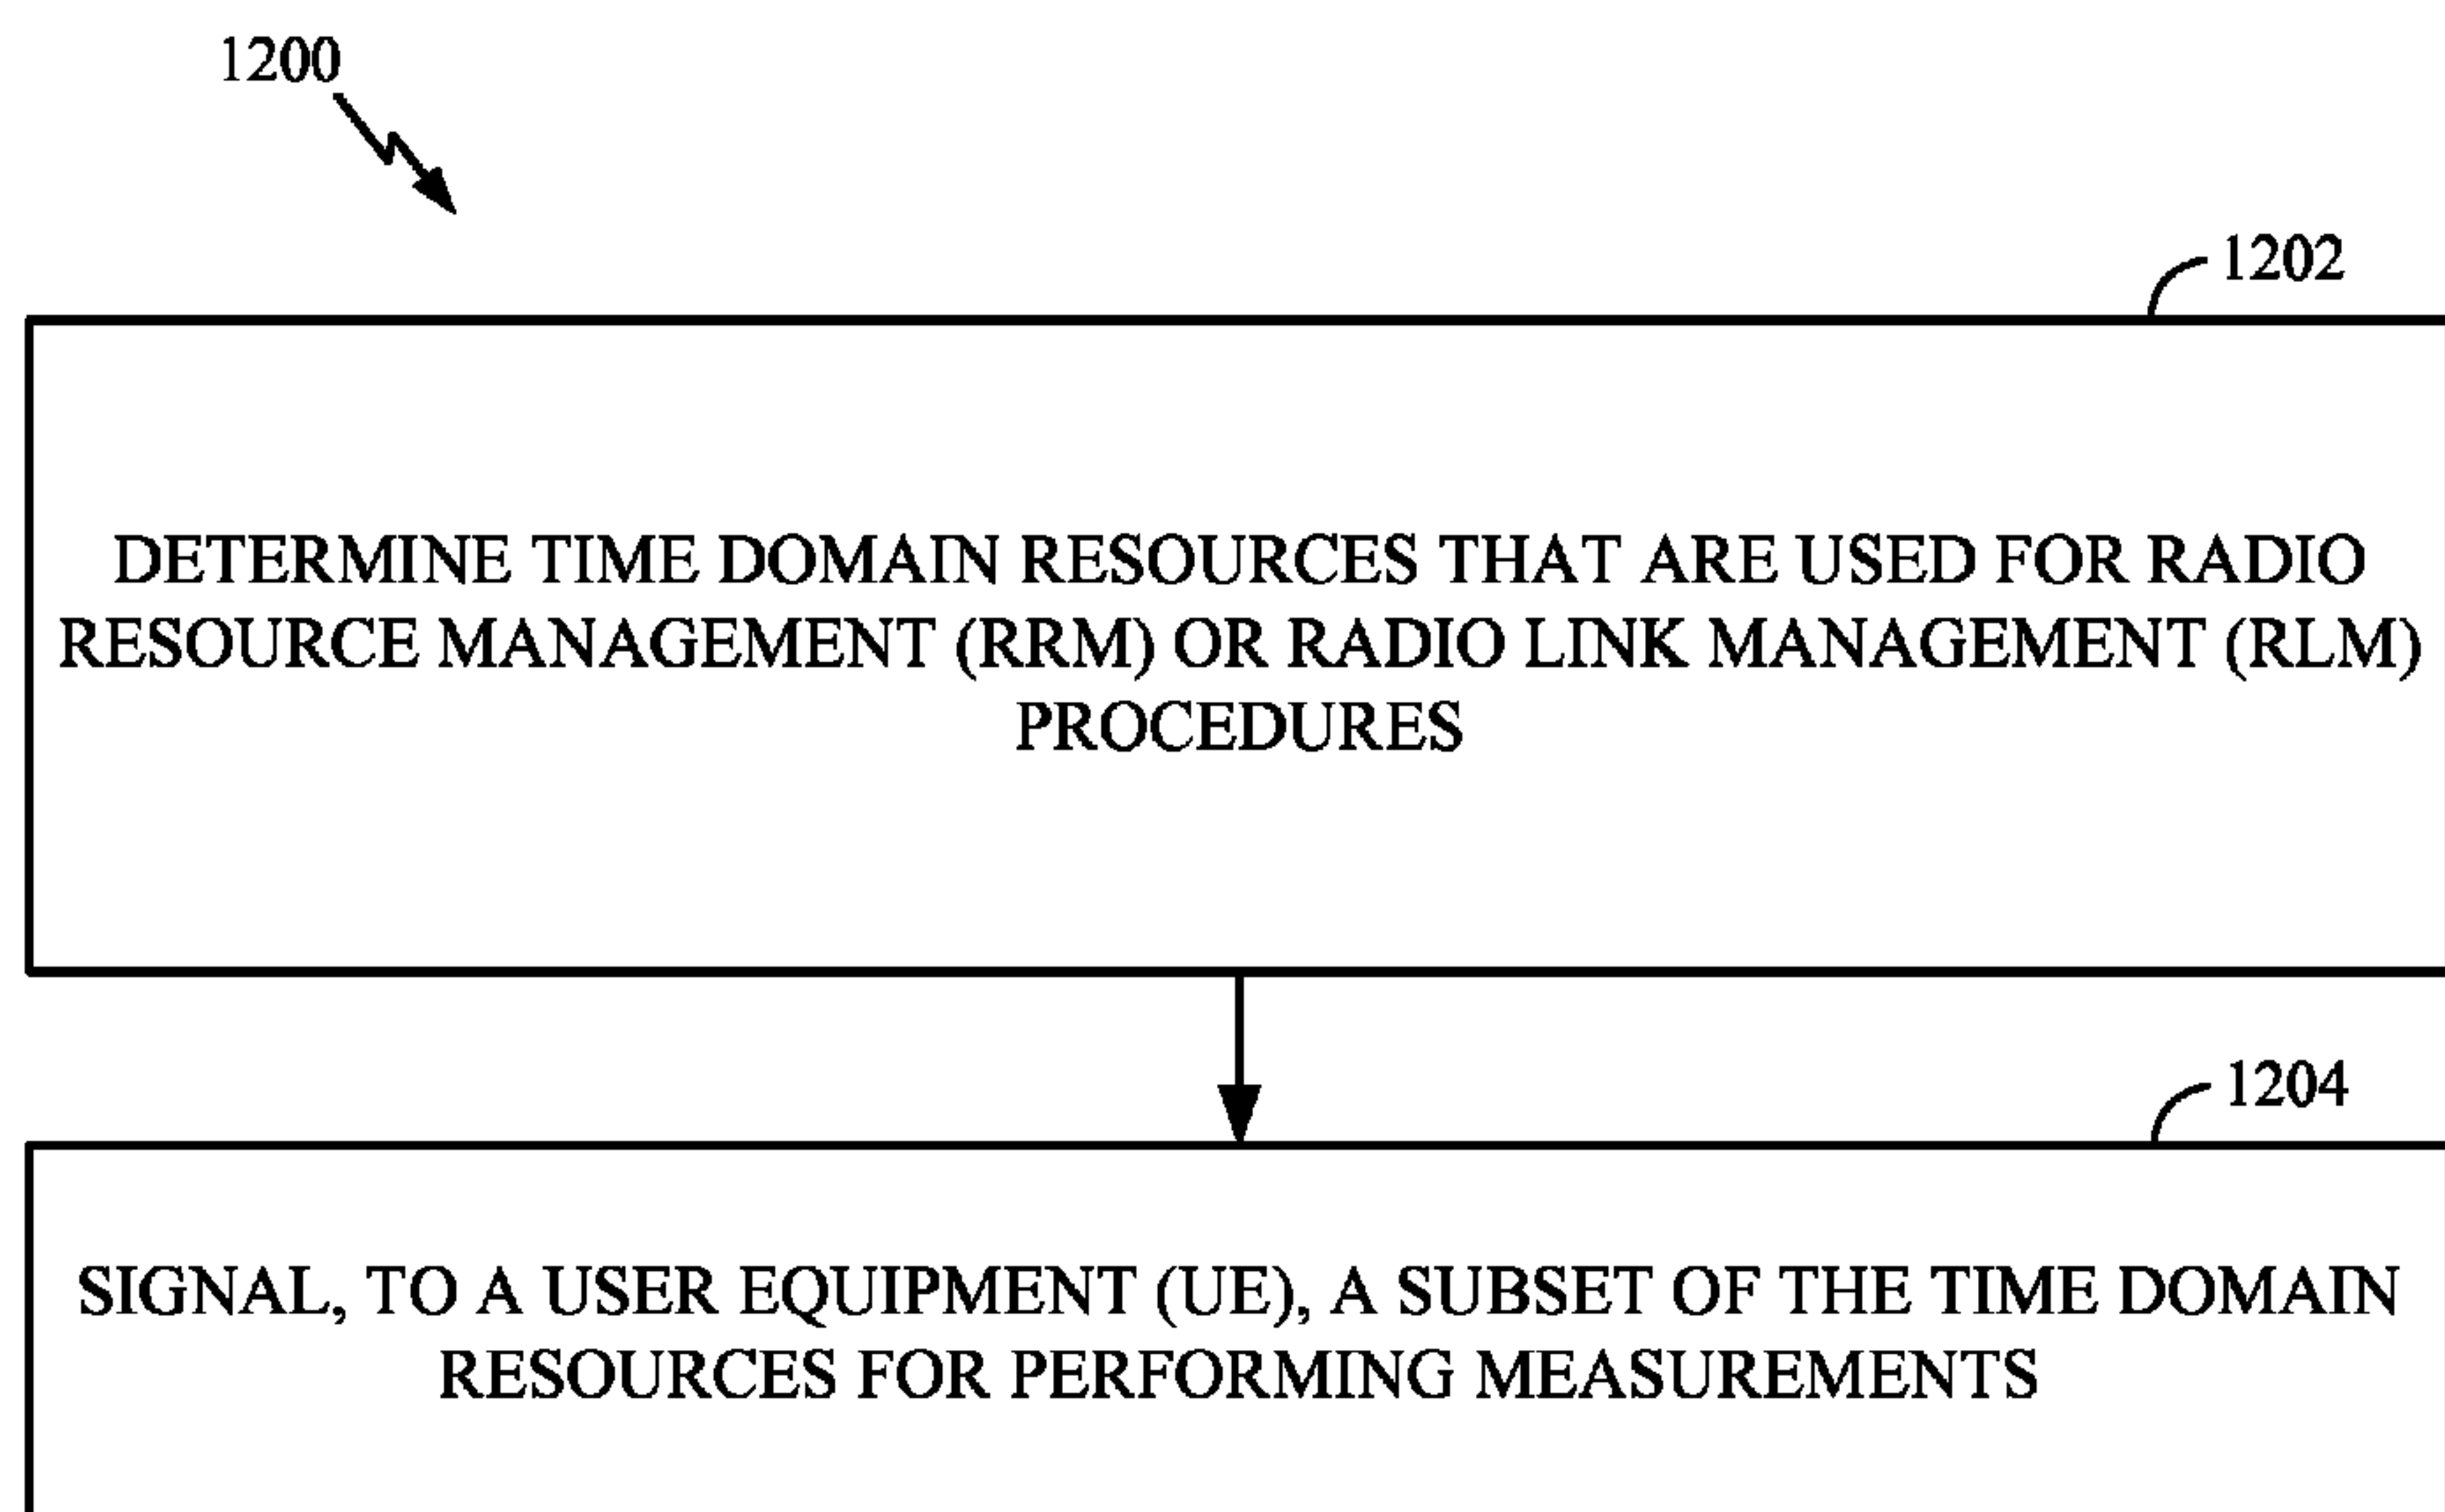 1200
1202
DETERMINE TIME DOMAIN RESOURCES THAT ARE USED FOR RADIO
RESOURCE MANAGEMENT (RRM) OR RADIO LINK MANAGEMENT (RLM)
PROCEDURES
1204
SIGNAL, TO A USER EQUIPMENT (UE), A SUBSET OF THE TIME DOMAIN
RESOURCES FOR PERFORMING MEASUREMENTS